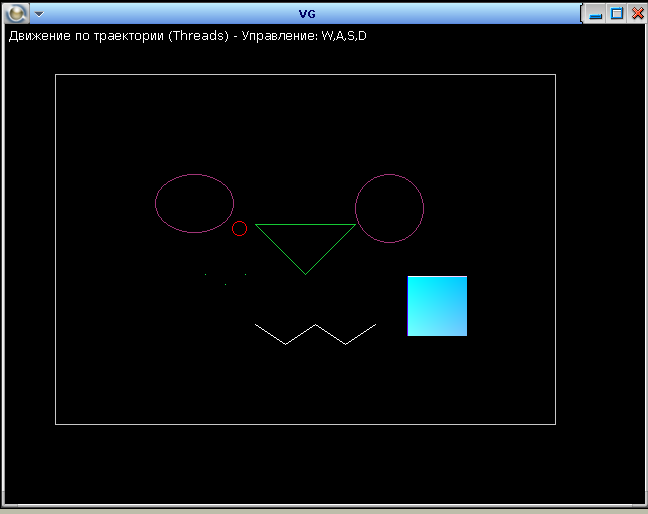 VG
Движение по траектории (Threads) - Управление: W,A,S,D